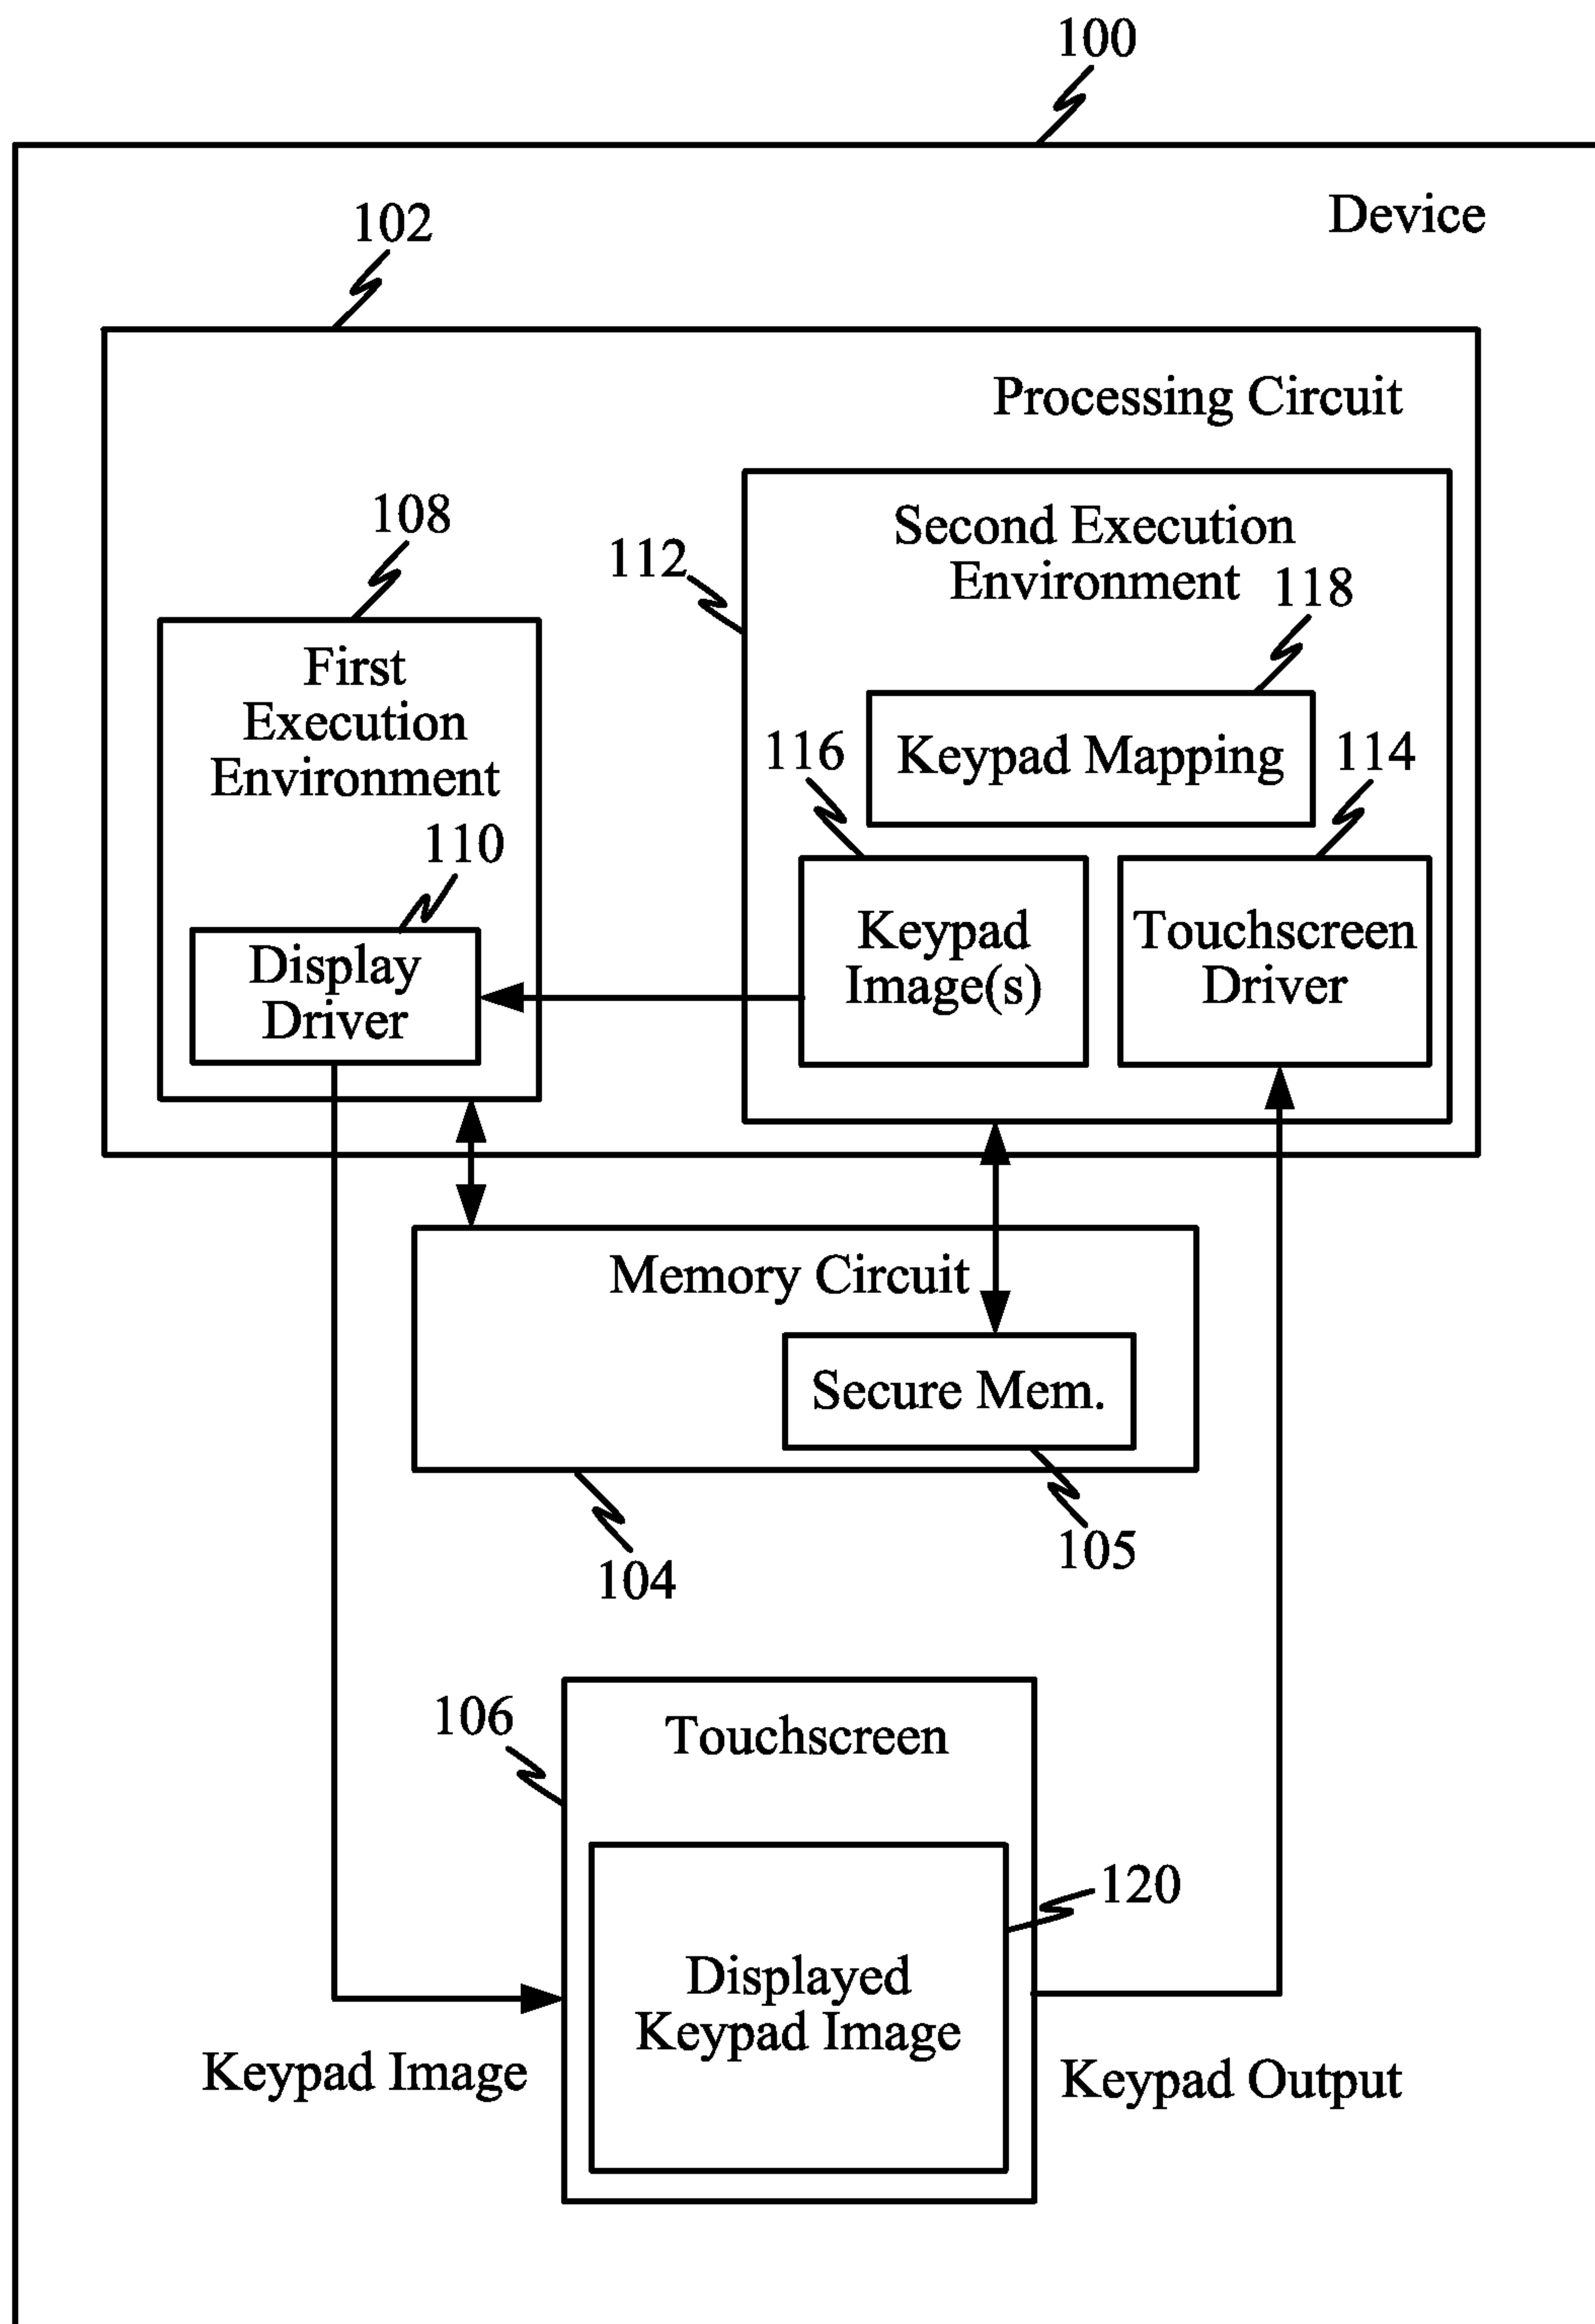 100
Device
102
Processing Circuit
108
First
Execution
Environment
110
Display
Driver
112
Second Execution
Environment
118
Keypad Mapping
116
Keypad
Image(s)
114
Touchscreen
Driver
Memory Circuit
Secure Mem.
104
105
106
Touchscreen
120
Displayed
Keypad Image
Keypad Image
Keypad Output